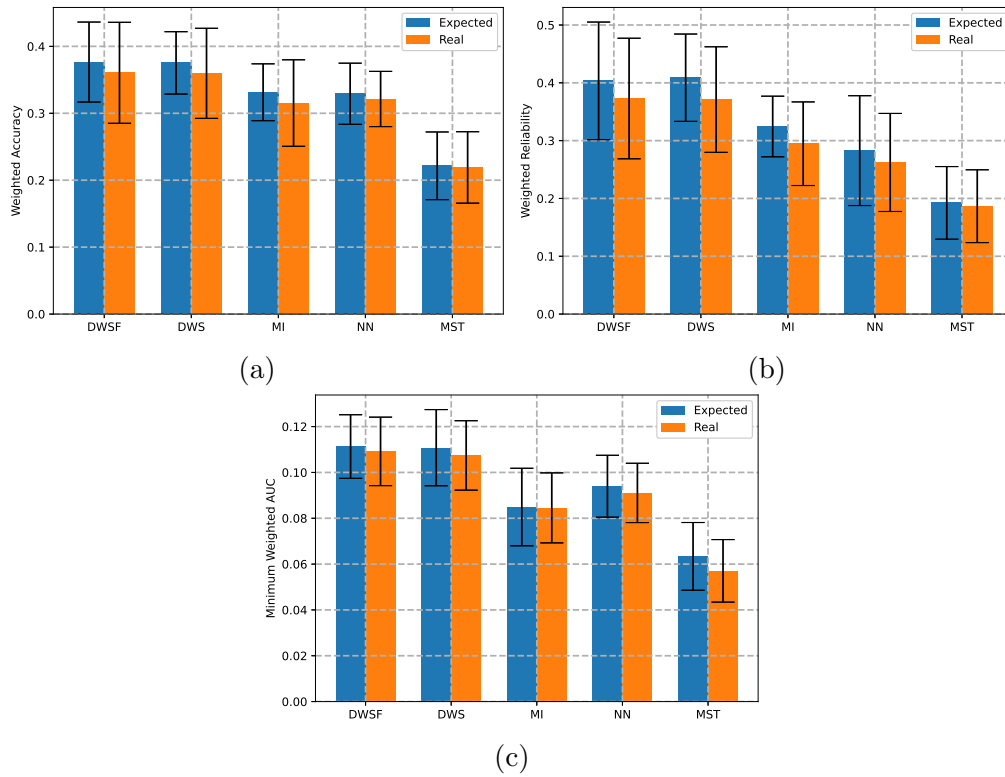 Weighted Accuracy
0.4
0.3
0.2
0.1
0.0
Expected
Real
DWSF DWS MI NN MST
(a)
Weighted Reliability
0.5
0.4
0.3
0.2
0.1
0.0
Expected
Real
DWSF DWS MI NN MST
(b)
Minimum Weighted AUC
0.12
0.10
0.08
0.06
0.04
0.02
0.00
Expected
Real
DWSF DWS MI NN MST
(c)